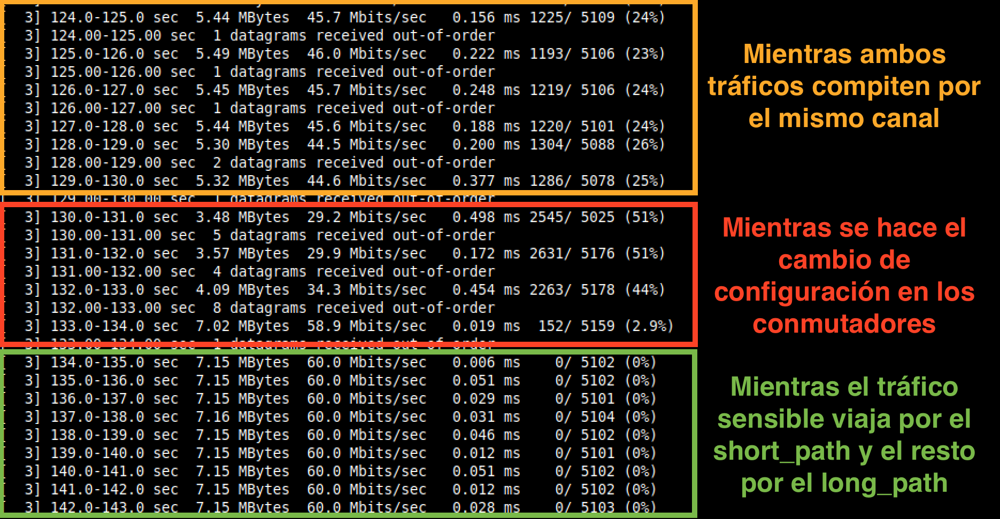 3] 124.0-125.0 sec  5.44 MBytes  45.7 Mbits/sec   0.156 ms 1225/ 5109 (24%)
3] 124.00-125.00 sec  1 datagrams received out-of-order
3] 125.0-126.0 sec  5.49 MBytes  46.0 Mbits/sec   0.222 ms 1193/ 5106 (23%)
3] 125.00-126.00 sec  1 datagrams received out-of-order
3] 126.0-127.0 sec  5.45 MBytes  45.7 Mbits/sec   0.248 ms 1219/ 5106 (24%)
3] 126.00-127.00 sec  1 datagrams received out-of-order
3] 127.0-128.0 sec  5.44 MBytes  45.6 Mbits/sec   0.188 ms 1220/ 5101 (24%)
3] 128.0-129.0 sec  5.30 MBytes  44.5 Mbits/sec   0.200 ms 1304/ 5088 (26%)
3] 128.00-129.00 sec  2 datagrams received out-of-order
3] 129.0-130.0 sec  5.32 MBytes  44.6 Mbits/sec   0.377 ms 1286/ 5078 (25%)
Mientras ambos
tráficos compiten por
el mismo canal
3] 129.00-130.00 sec  1 datagrams received out-of-order
3] 130.0-131.0 sec  3.48 MBytes  29.2 Mbits/sec   0.498 ms 2545/ 5025 (51%)
3] 130.00-131.00 sec  5 datagrams received out-of-order
3] 131.0-132.0 sec  3.57 MBytes  29.9 Mbits/sec   0.172 ms 2631/ 5176 (51%)
3] 131.00-132.00 sec  4 datagrams received out-of-order
3] 132.0-133.0 sec  4.09 MBytes  34.3 Mbits/sec   0.454 ms 2263/ 5178 (44%)
3] 132.00-133.00 sec  8 datagrams received out-of-order
3] 133.0-134.0 sec  7.02 MBytes  58.9 Mbits/sec   0.019 ms  152/ 5159 (2.9%)
3] 133.00-134.00 sec  1 datagrams received out-of-order
Mientras se hace el
cambio de
configuración en los
conmutadores
3] 134.0-135.0 sec  7.15 MBytes  60.0 Mbits/sec   0.006 ms    0/ 5102 (0%)
3] 135.0-136.0 sec  7.15 MBytes  60.0 Mbits/sec   0.051 ms    0/ 5102 (0%)
3] 136.0-137.0 sec  7.15 MBytes  60.0 Mbits/sec   0.029 ms    0/ 5101 (0%)
3] 137.0-138.0 sec  7.16 MBytes  60.0 Mbits/sec   0.031 ms    0/ 5104 (0%)
3] 138.0-139.0 sec  7.15 MBytes  60.0 Mbits/sec   0.046 ms    0/ 5102 (0%)
3] 139.0-140.0 sec  7.15 MBytes  60.0 Mbits/sec   0.012 ms    0/ 5101 (0%)
3] 140.0-141.0 sec  7.15 MBytes  60.0 Mbits/sec   0.051 ms    0/ 5102 (0%)
3] 141.0-142.0 sec  7.15 MBytes  60.0 Mbits/sec   0.012 ms    0/ 5102 (0%)
3] 142.0-143.0 sec  7.15 MBytes  60.0 Mbits/sec   0.028 ms    0/ 5103 (0%)
Mientras el tráfico
sensible viaja por el
short_path y el resto
por el long_path